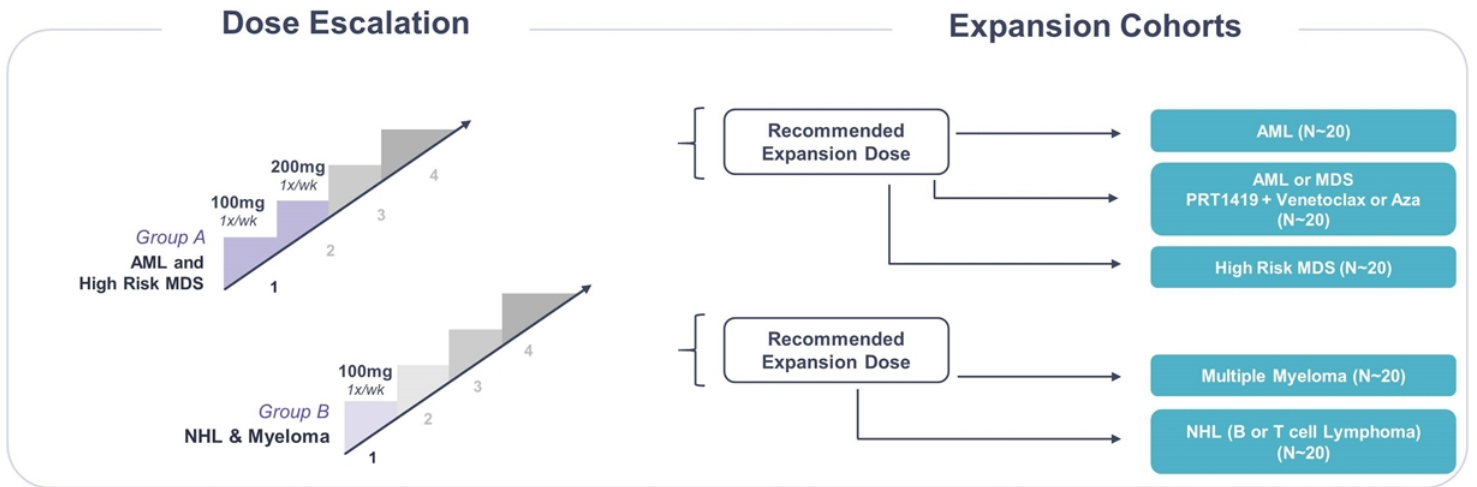 Dose Escalation
Expansion Cohorts
200mg
1x/wk
100mg
1x/wk
Group A
AML and
High Risk MDS
1
2
3
4
100mg
1x/wk
Group B
NHL & Myeloma
1
2
3
4
Recommended
Expansion Dose
AML (N~20)
AML or MDS
PRT1419 + Venetoclax or Aza
(N~20)
High Risk MDS (N~20)
Recommended
Expansion Dose
Multiple Myeloma (N~20)
NHL (B or T cell Lymphoma)
(N~20)